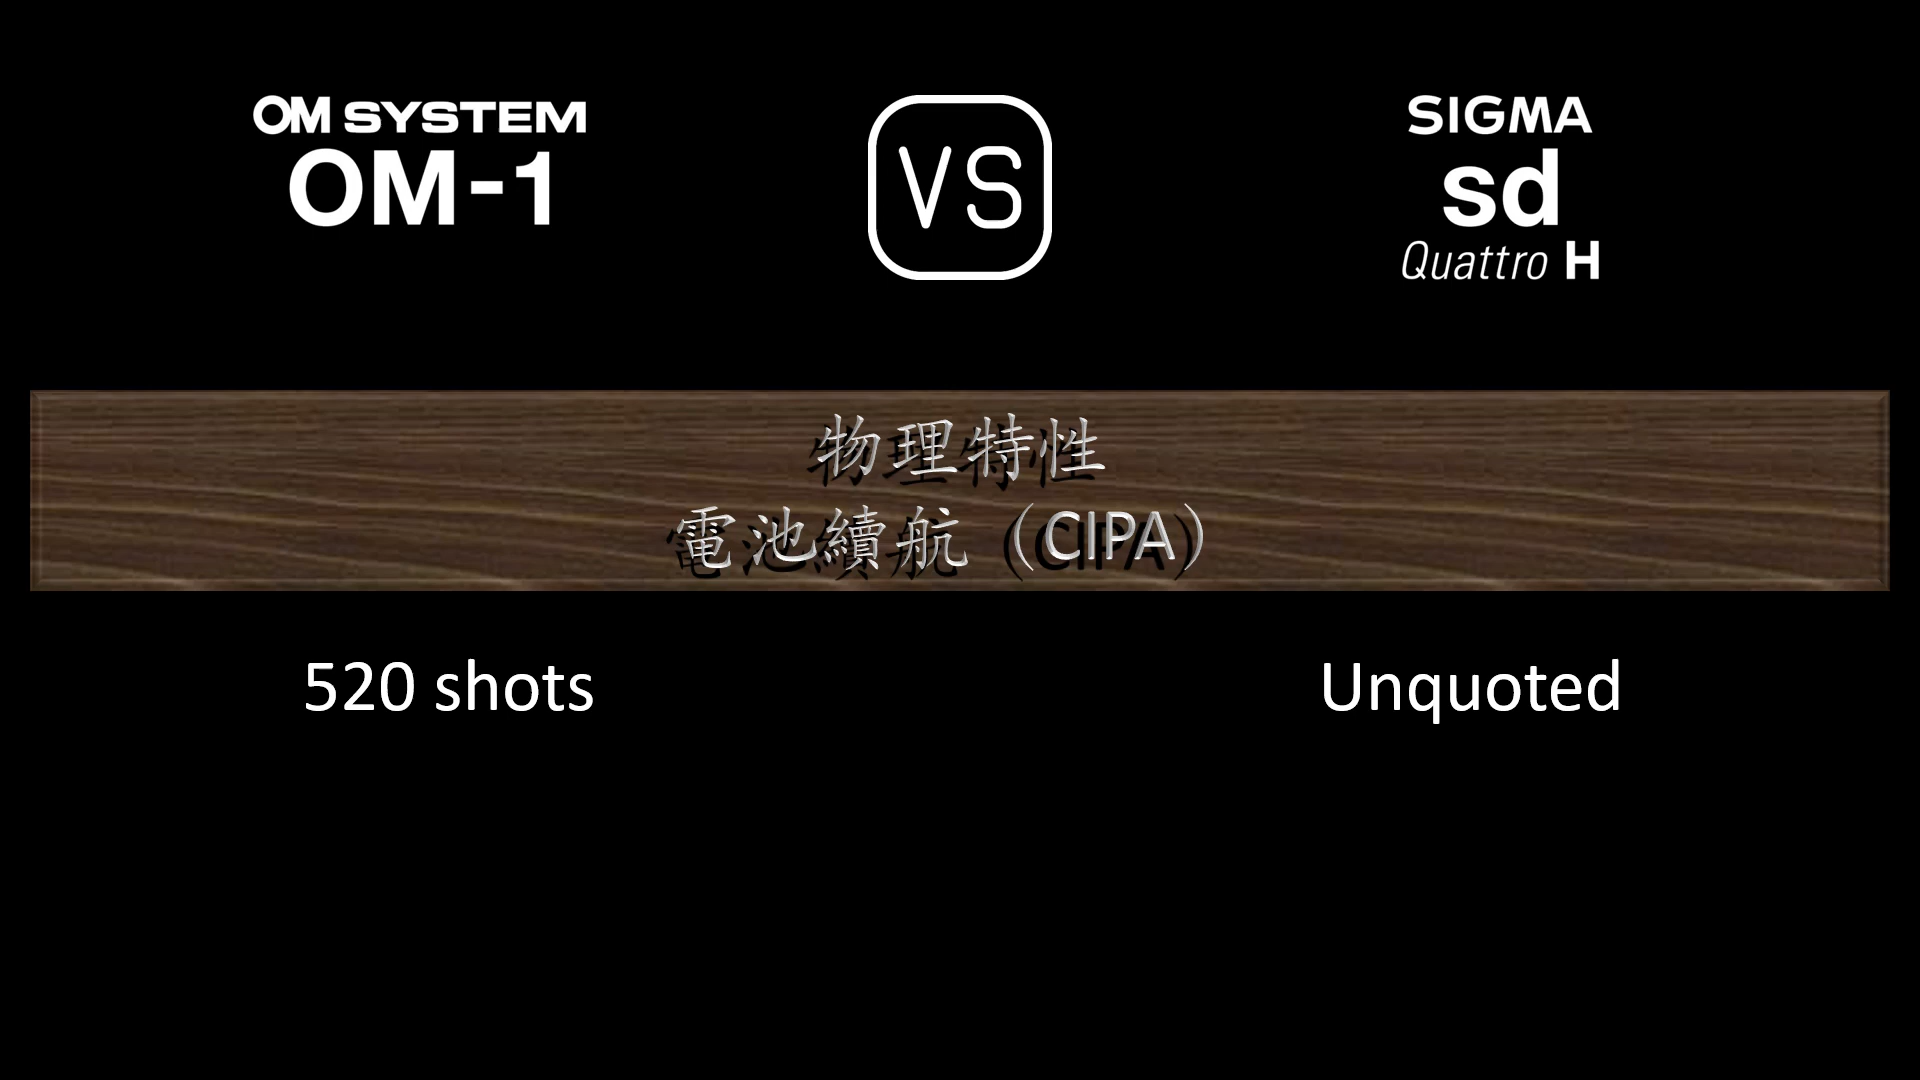 OM SYSTEM
OM-1
VS
SIGMA
sd
Quattro H
物理特性
電池續航（CIPA）
520 shots
Unquoted